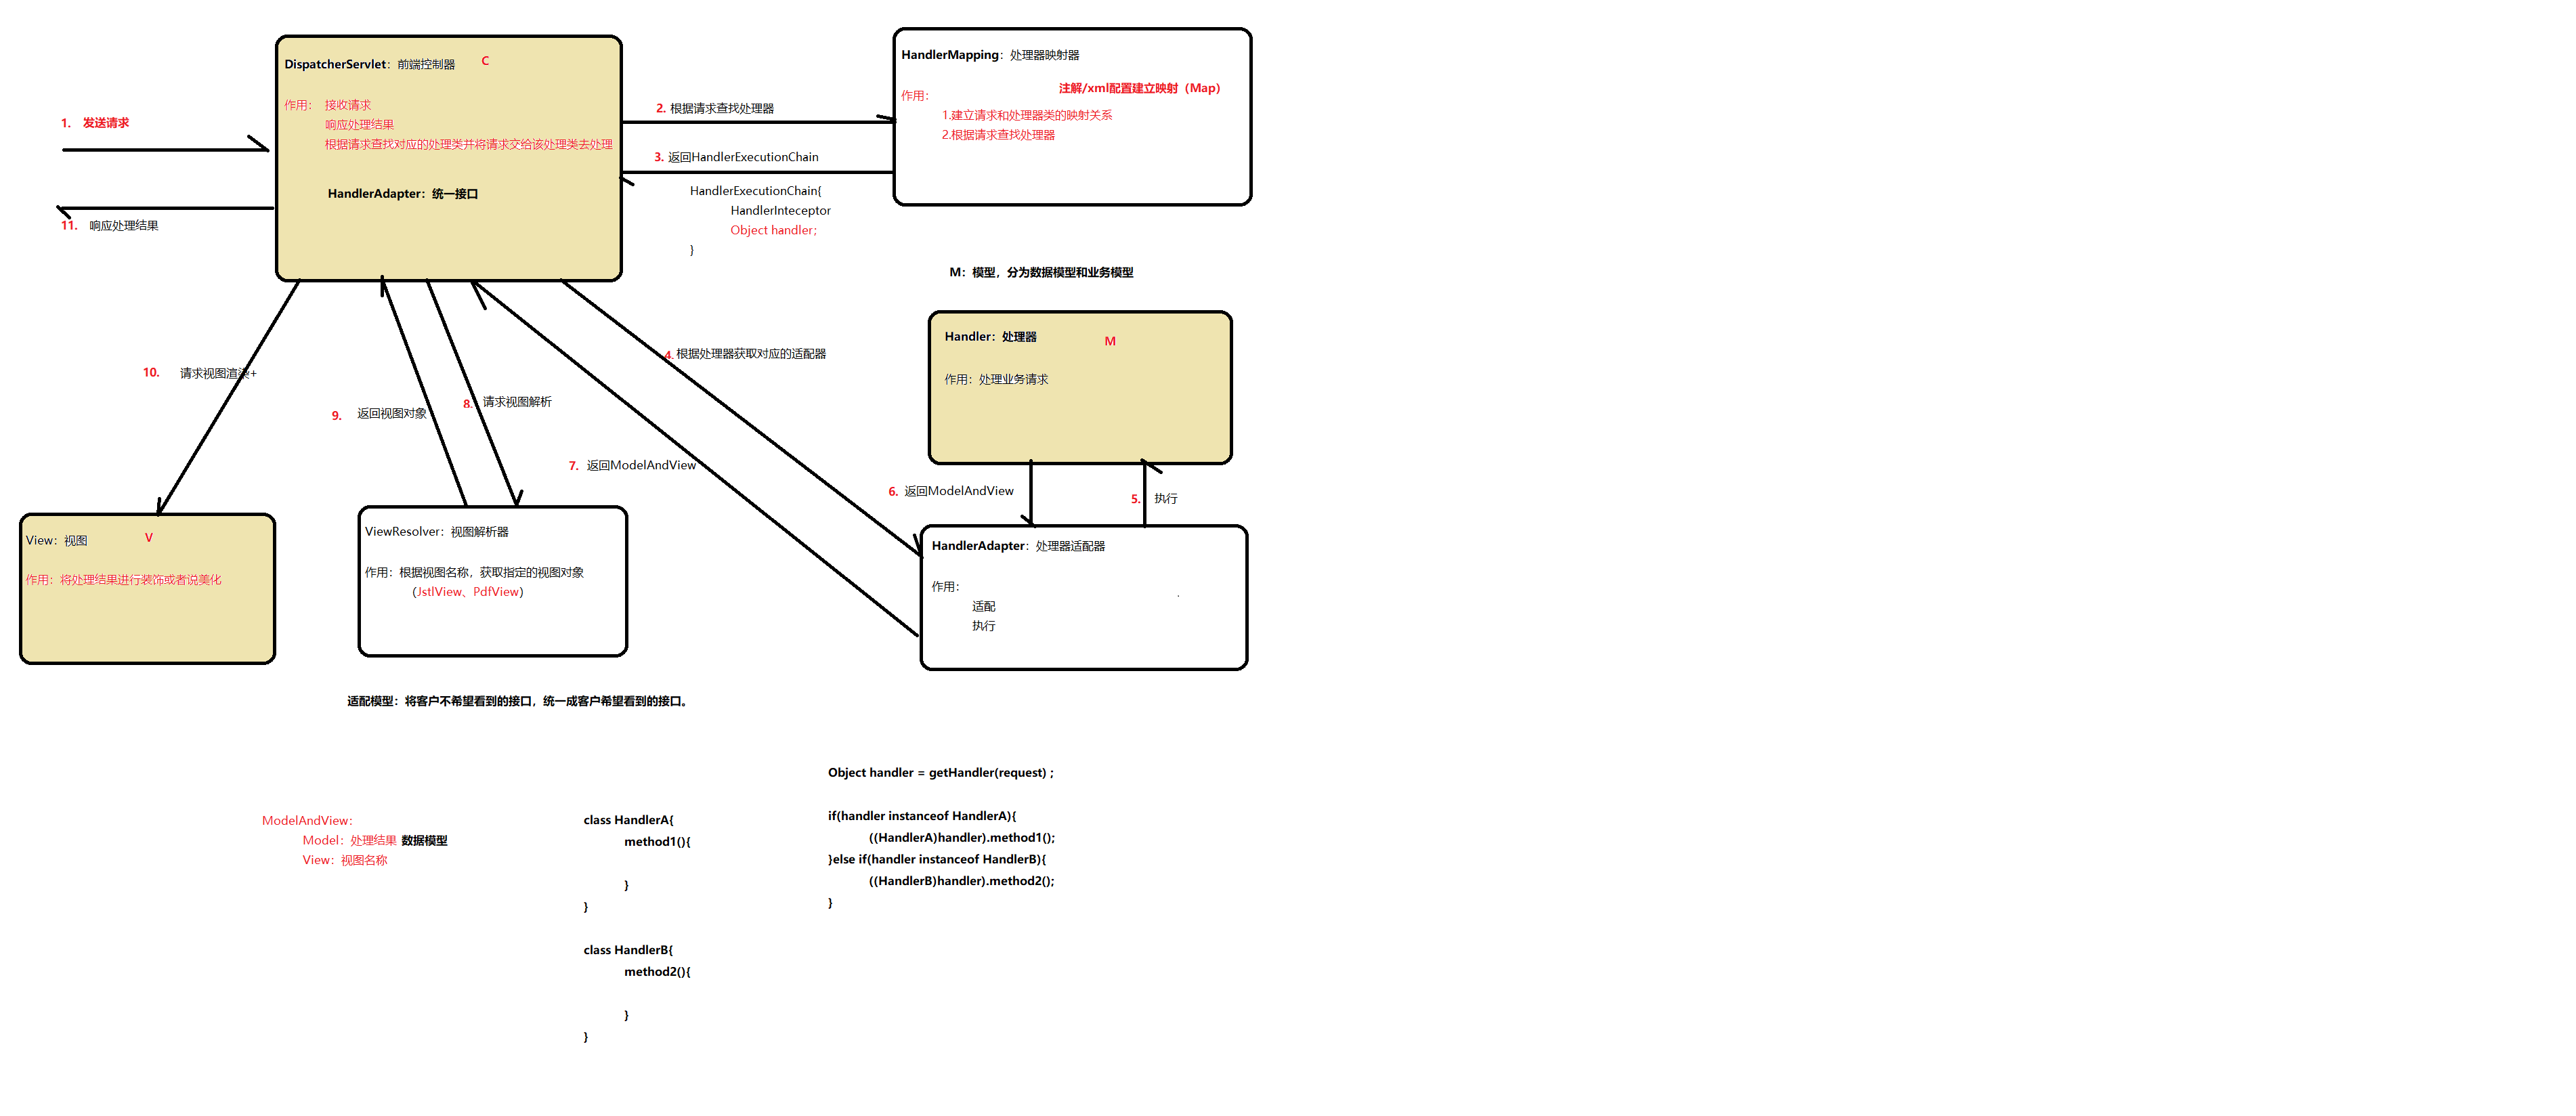 DispatcherServlet：前端控制器 C
作用： 接收请求
响应处理结果
根据请求查找对应的处理类并将请求交给该处理类去处理
HandlerAdapter：统一接口
1. 发送请求
11. 响应处理结果
2. 根据请求查找处理器
3. 返回HandlerExecutionChain
HandlerExecutionChain{
HandlerInteceptor
Object handler；
}
HandlerMapping：处理器映射器
注解/xml配置建立映射（Map）
作用：
1.建立请求和处理器类的映射关系
2.根据请求查找处理器
M：模型，分为数据模型和业务模型
Handler：处理器 M
作用：处理业务请求
4. 根据处理器获取对应的适配器
10. 请求视图渲染+
9. 返回视图对象
8. 请求视图解析
7. 返回ModelAndView
6. 返回ModelAndView
5. 执行
View：视图 V
作用：将处理结果进行装饰或者说美化
ViewResolver：视图解析器
作用：根据视图名称，获取指定的视图对象
（JstlView、PdfView）
HandlerAdapter：处理器适配器
作用：
适配
执行
适配模型：将客户不希望看到的接口，统一成客户希望看到的接口。
ModelAndView：
Model：处理结果 数据模型
View：视图名称
class HandlerA{
method1(){
}
}
class HandlerB{
method2(){
}
}
Object handler = getHandler(request) ;
if(handler instanceof HandlerA){
((HandlerA)handler).method1();
}else if(handler instanceof HandlerB){
((HandlerB)handler).method2();
}